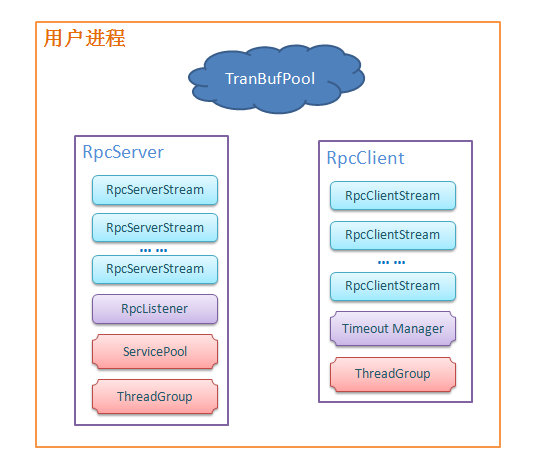 用户进程
TranBufPool
RpcServer
RpcServerStream
RpcServerStream
... ...
RpcServerStream
RpcListener
ServicePool
ThreadGroup
RpcClient
RpcClientStream
RpcClientStream
... ...
RpcClientStream
Timeout Manager
ThreadGroup